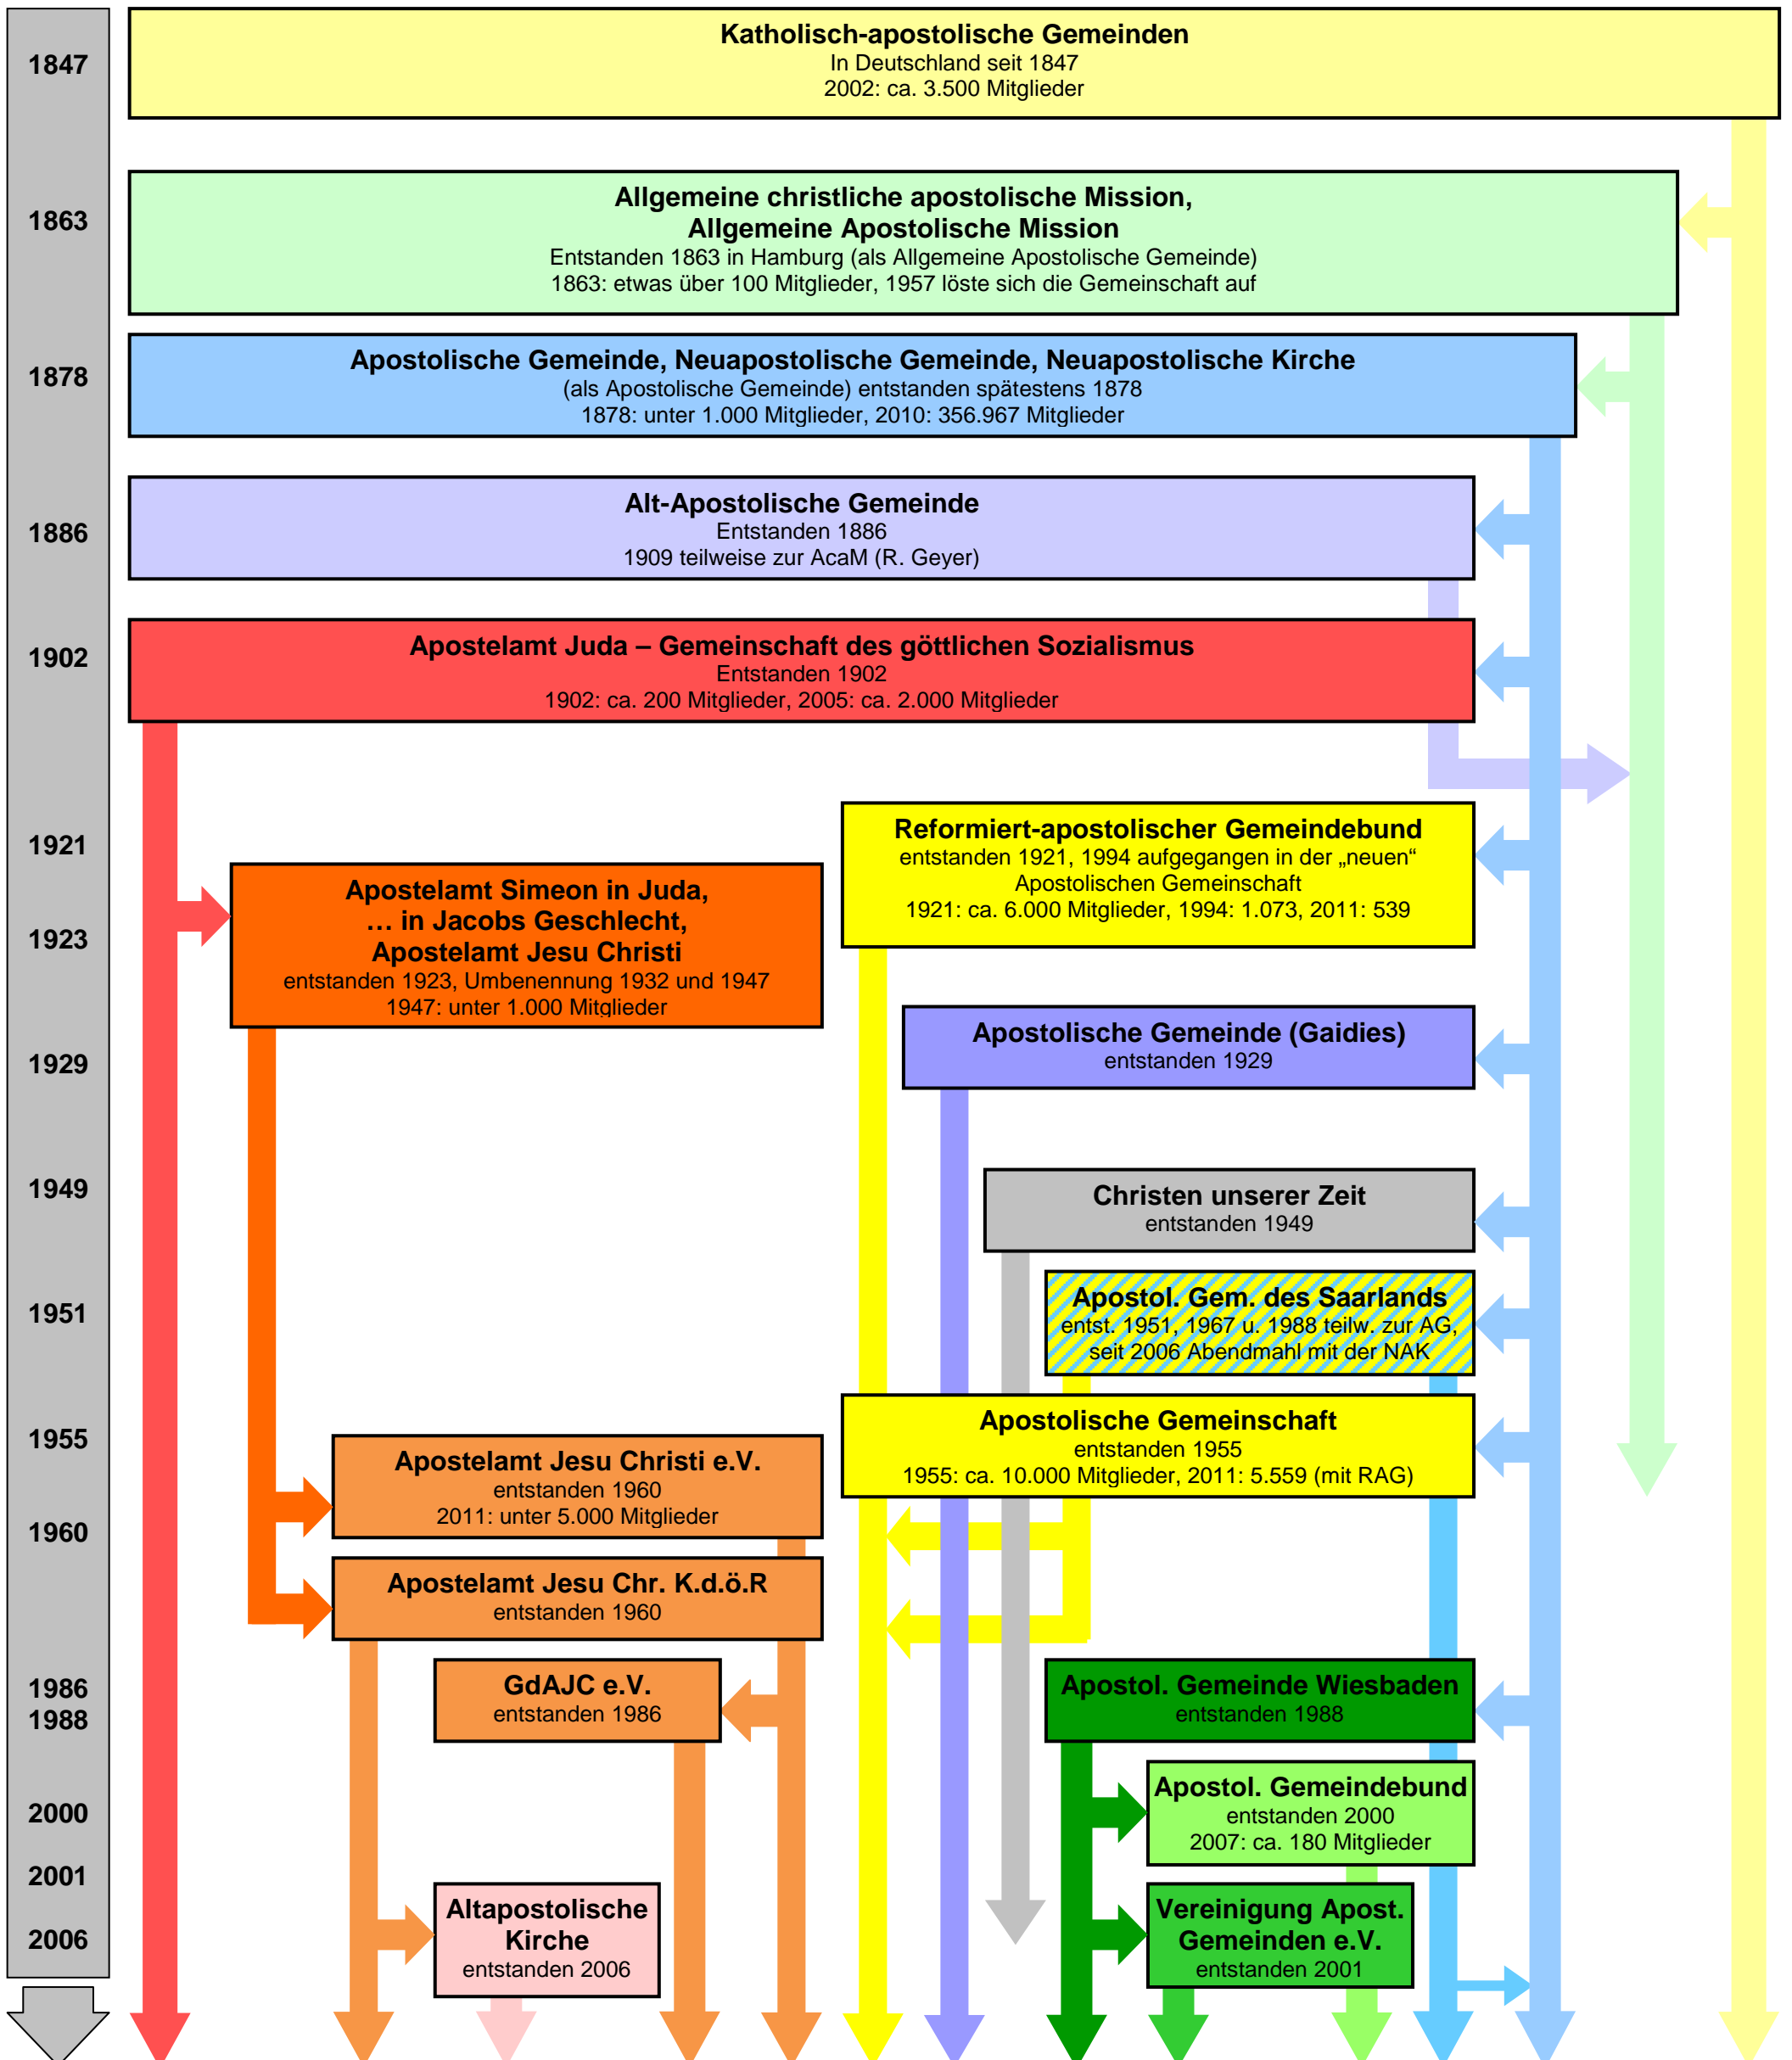 1847
Katholisch-apostolische Gemeinden
In Deutschland seit 1847
2002: ca. 3.500 Mitglieder
1863
Allgemeine christliche apostolische Mission,
Allgemeine Apostolische Mission
Entstanden 1863 in Hamburg (als Allgemeine Apostolische Gemeinde)
1863: etwas über 100 Mitglieder, 1957 löste sich die Gemeinschaft auf
1878
Apostolische Gemeinde, Neuapostolische Gemeinde, Neuapostolische Kirche
(als Apostolische Gemeinde) entstanden spätestens 1878
1878: unter 1.000 Mitglieder, 2010: 356.967 Mitglieder
1886
Alt-Apostolische Gemeinde
Entstanden 1886
1909 teilweise zur AcaM (R. Geyer)
1902
Apostelamt Juda – Gemeinschaft des göttlichen Sozialismus
Entstanden 1902
1902: ca. 200 Mitglieder, 2005: ca. 2.000 Mitglieder
1921
Reformiert-apostolischer Gemeindebund
entstanden 1921, 1994 aufgegangen in der „neuen“
Apostolischen Gemeinschaft
1921: ca. 6.000 Mitglieder, 1994: 1.073, 2011: 539
1923
Apostelamt Simeon in Juda,
… in Jacobs Geschlecht,
Apostelamt Jesu Christi
entstanden 1923, Umbenennung 1932 und 1947
1947: unter 1.000 Mitglieder
1929
Apostolische Gemeinde (Gaidies)
entstanden 1929
1949
Christen unserer Zeit
entstanden 1949
1951
Apostol. Gem. des Saarlands
entst. 1951, 1967 u. 1988 teilw. zur AG,
seit 2006 Abendmahl mit der NAK
1955
Apostolische Gemeinschaft
entstanden 1955
1955: ca. 10.000 Mitglieder, 2011: 5.559 (mit RAG)
Apostelamt Jesu Christi e.V.
entstanden 1960
2011: unter 5.000 Mitglieder
1960
Apostelamt Jesu Chr. K.d.ö.R
entstanden 1960
1986
1988
GdAJC e.V.
entstanden 1986
Apostol. Gemeinde Wiesbaden
entstanden 1988
2000
Apostol. Gemeindebund
entstanden 2000
2007: ca. 180 Mitglieder
2001
2006
Altapostolische
Kirche
entstanden 2006
Vereinigung Apost.
Gemeinden e.V.
entstanden 2001